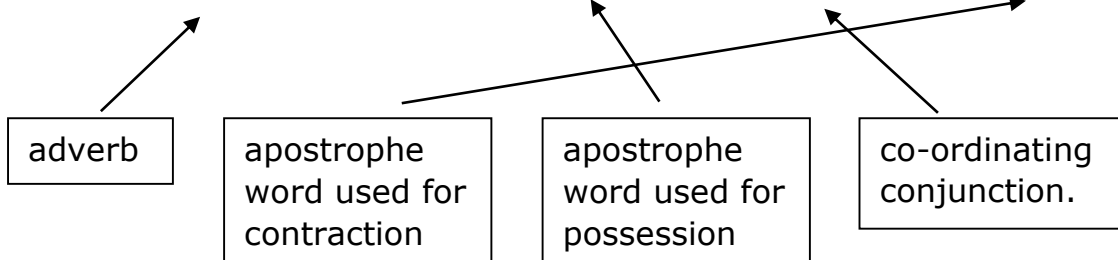 adverb
apostrophe
word used for
contraction
apostrophe
word used for
possession
co-ordinating
conjunction.